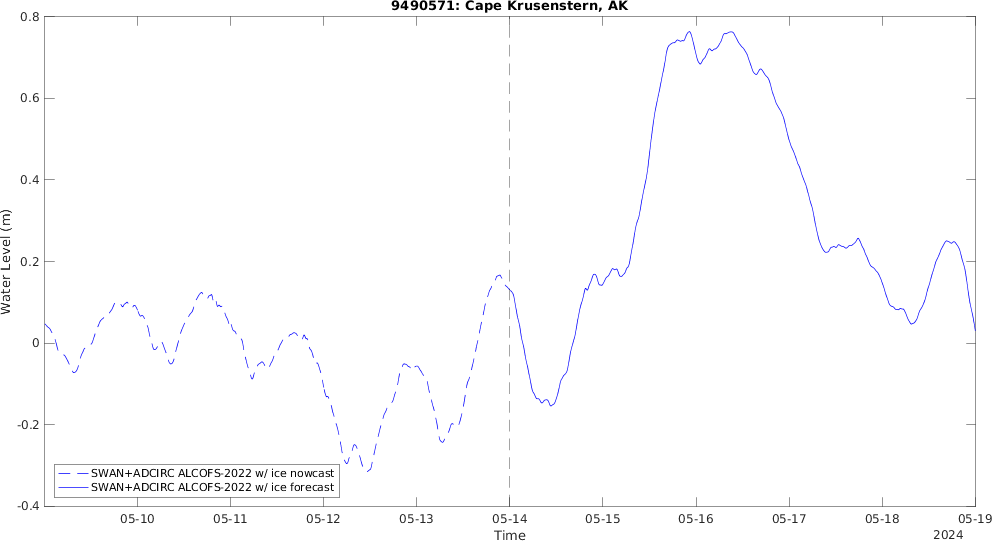 9490571: Cape Krusenstern, AK
0.8
0.6
0.4
0.2
0
-0.2
-0.4
Water Level (m)
SWAN+ADCIRC ALCOFS-2022 w/ ice nowcast
SWAN+ADCIRC ALCOFS-2022 w/ ice forecast
05-10 05-11 05-12 05-13 05-14 05-15 05-16 05-17 05-18 05-19
Time
2024